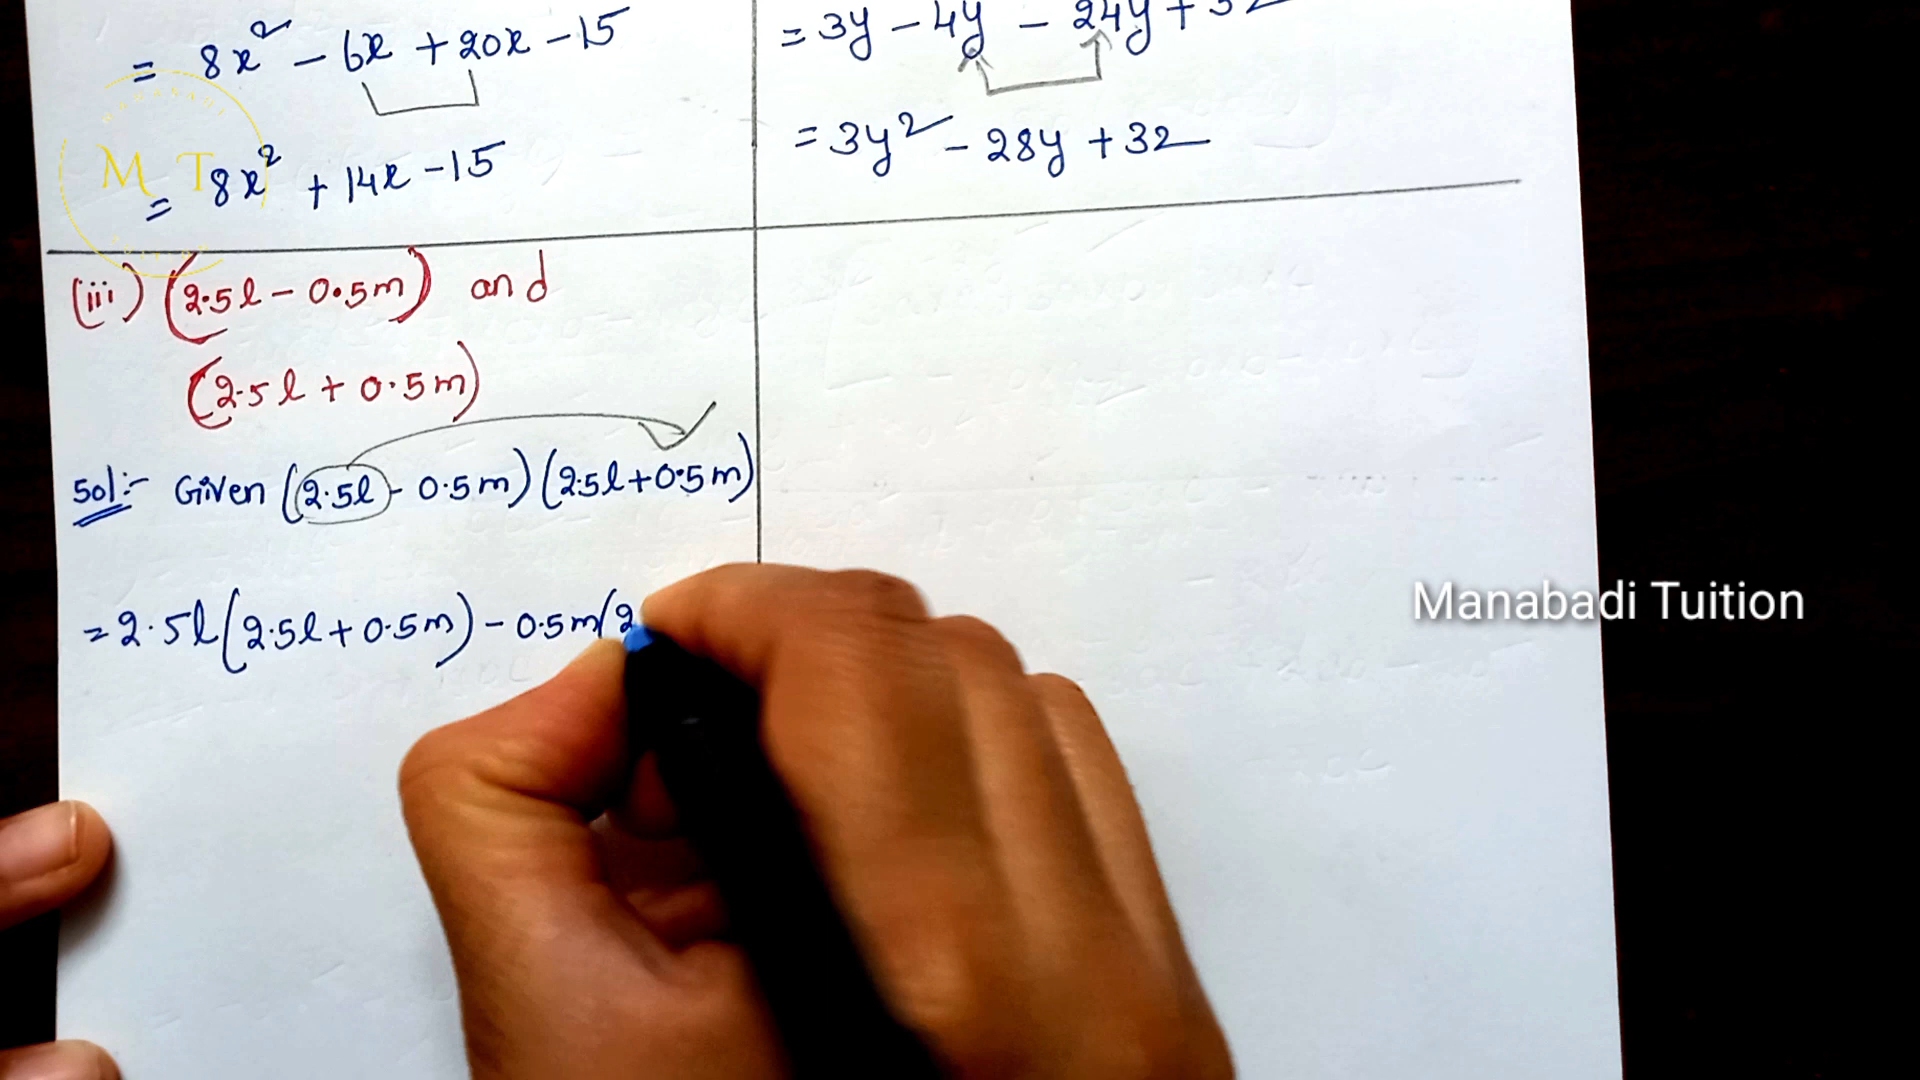 = 8x² - 6x + 20x - 15
= 8x² + 14x - 15
= 3y - 4y - 24y + 32
= 3y² - 28y + 32
(iii) (2.5l - 0.5m) and
(2.5l + 0.5m)
Sol:- Given (2.5l - 0.5m)(2.5l + 0.5m)
= 2.5l(2.5l + 0.5m) - 0.5m(2
M T
Manabadi Tuition